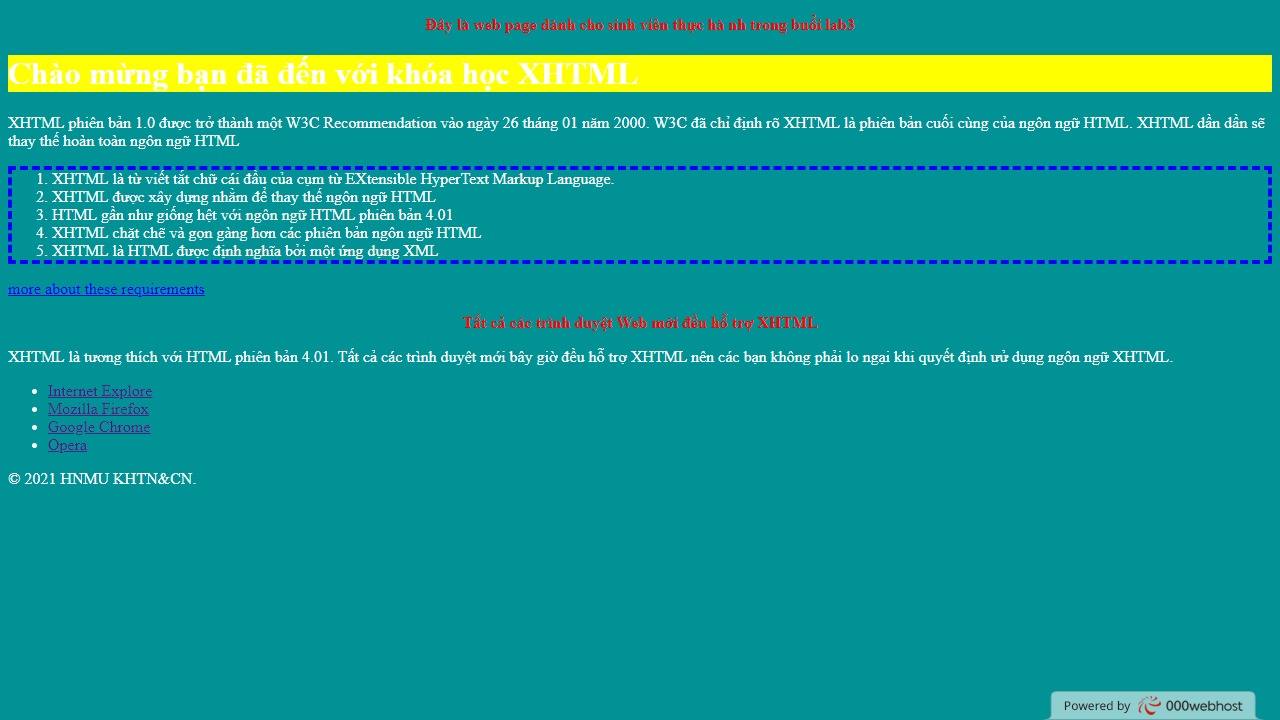 Đây là web page dành cho sinh viên thực hà nh trong buổi lab3
Chào mừng bạn đã đến với khóa học XHTML
XHTML phiên bản 1.0 được trở thành một W3C Recommendation vào ngày 26 tháng 01 năm 2000. W3C đã chỉ định rõ XHTML là phiên bản cuối cùng của ngôn ngữ HTML. XHTML dần dần sẽ
thay thế hoàn toàn ngôn ngữ HTML
1. XHTML là từ viết tắt chữ cái đầu của cụm từ EXtensible HyperText Markup Language.
2. XHTML được xây dựng nhằm để thay thế ngôn ngữ HTML
3. HTML gần như giống hệt với ngôn ngữ HTML phiên bản 4.01
4. XHTML chặt chẽ và gọn gàng hơn các phiên bản ngôn ngữ HTML
5. XHTML là HTML được định nghĩa bởi một ứng dụng XML
more about these requirements
Tất cả các trình duyệt Web mới đều hỗ trợ XHTML
XHTML là tương thích với HTML phiên bản 4.01. Tất cả các trình duyệt mới bây giờ đều hỗ trợ XHTML nên các bạn không phải lo ngại khi quyết định ưử dụng ngôn ngữ XHTML.
• Internet Explore
• Mozilla Firefox
• Google Chrome
• Opera
© 2021 HNMU KHTN&CN.
Powered by 000webhost